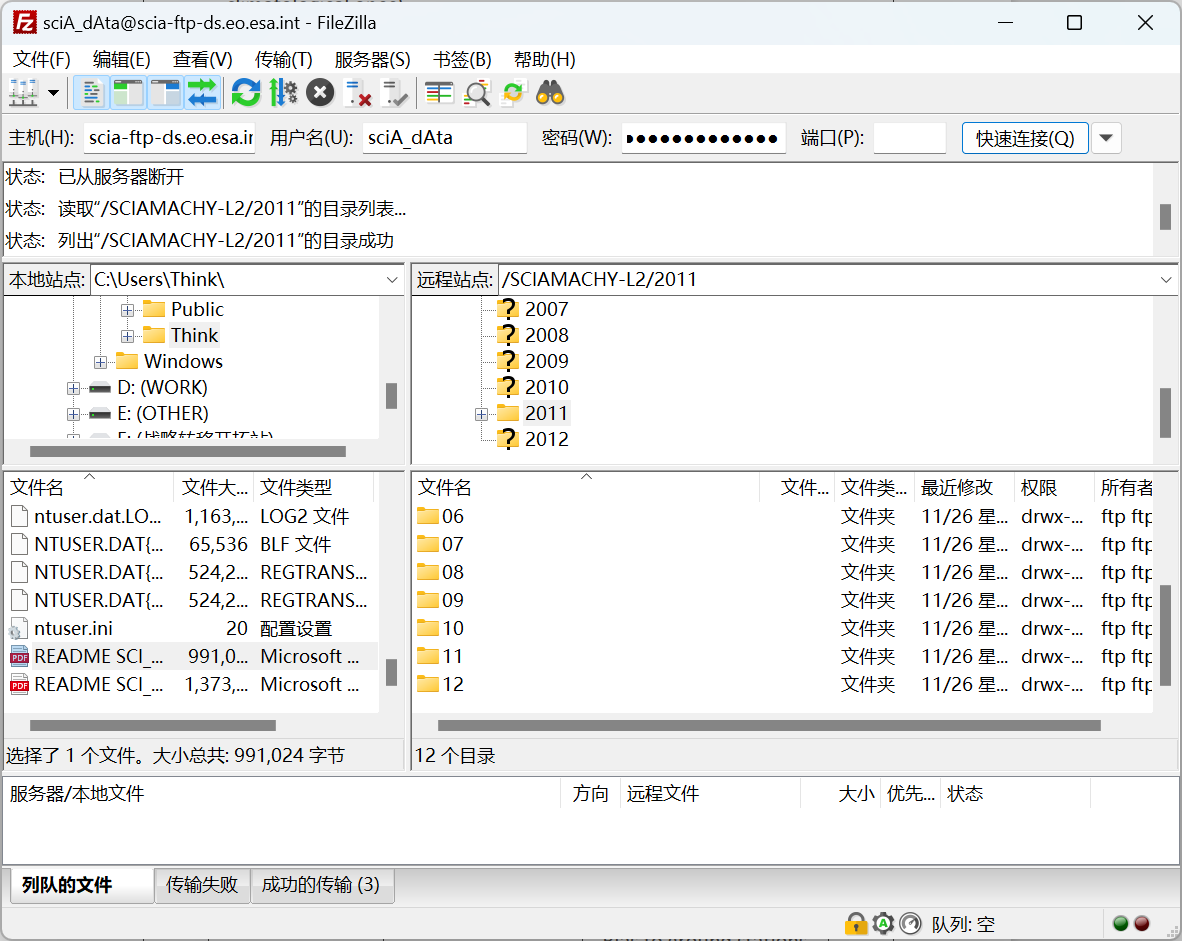 sciA_dAta@scia-ftp-ds.eo.esa.int - FileZilla
文件(F) 编辑(E) 查看(V) 传输(T) 服务器(S) 书签(B) 帮助(H)
主机(H): scia-ftp-ds.eo.esa.ir 用户名(U): sciA_dAta 密码(W): ●●●●●●●●●●●●● 端口(P): 快速连接(Q)
状态: 已从服务器断开
状态: 读取“/SCIAMACHY-L2/2011”的目录列表...
状态: 列出“/SCIAMACHY-L2/2011”的目录成功
本地站点: C:\Users\Think\
Public
Think
Windows
D: (WORK)
E: (OTHER)
远程站点: /SCIAMACHY-L2/2011
2007
2008
2009
2010
2011
2012
文件名 文件大... 文件类型
ntuser.dat.LO... 1,163,... LOG2 文件
NTUSER.DAT{... 65,536 BLF 文件
NTUSER.DAT{... 524,2... REGTRANS...
NTUSER.DAT{... 524,2... REGTRANS...
ntuser.ini 20 配置设置
README SCI_... 991,0... Microsoft ...
README SCI_... 1,373,... Microsoft ...
选择了 1 个文件。大小总共: 991,024 字节
文件名 文件... 文件类... 最近修改 权限 所有者
06 文件夹 11/26 星... drwx-... ftp ftp
07 文件夹 11/26 星... drwx-... ftp ftp
08 文件夹 11/26 星... drwx-... ftp ftp
09 文件夹 11/26 星... drwx-... ftp ftp
10 文件夹 11/26 星... drwx-... ftp ftp
11 文件夹 11/26 星... drwx-... ftp ftp
12 文件夹 11/26 星... drwx-... ftp ftp
12 个目录
服务器/本地文件 方向 远程文件 大小 优先... 状态
列队的文件 传输失败 成功的传输 (3)
队列: 空